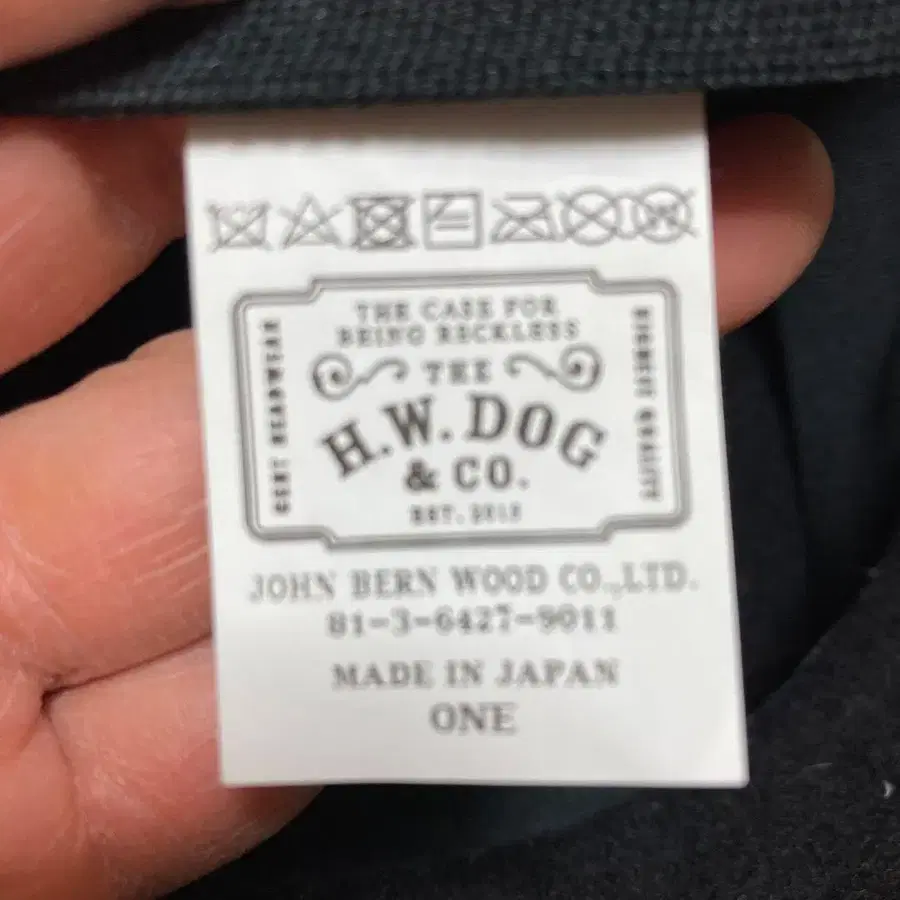 THE CASE FOR
BEING RECKLESS
THE
H.W.DOG
& CO.
EST. 2012
GENT HEADWEAR
HIGHEST QUALITY
JOHN BERN WOOD CO.,LTD.
81-3-6427-9011
MADE IN JAPAN
ONE